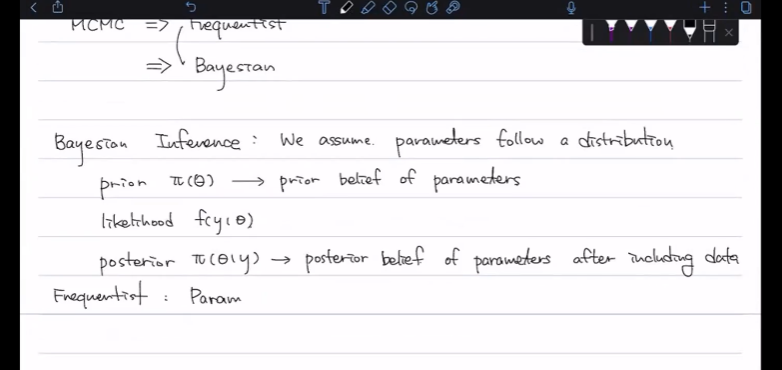 MCMC => Frequentist
=> Bayesian
Bayesian Inference : We assume. parameters follow a distribution
prior π(θ) → prior belief of parameters
likelihood f(y|θ)
posterior π(θ|y) → posterior belief of parameters after including data
Frequentist : Param